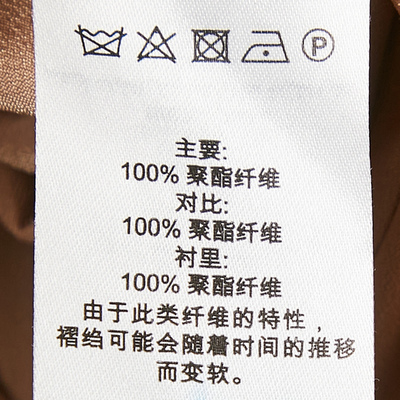 P
主要:
100% 聚酯纤维
对比:
100% 聚酯纤维
衬里:
100% 聚酯纤维
由于此类纤维的特性，
褶绉可能会随着时间的推移
而变软。